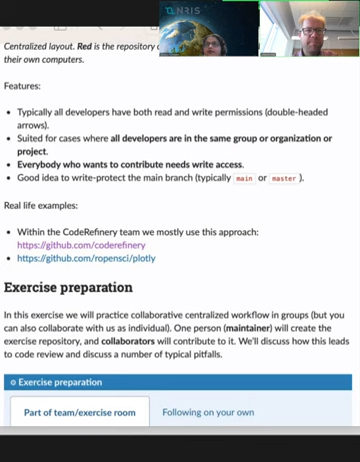 NRIS
Centralized layout. Red is the repository
their own computers.
Features:
• Typically all developers have both read and write permissions (double-headed
arrows).
• Suited for cases where all developers are in the same group or organization or
project.
• Everybody who wants to contribute needs write access.
• Good idea to write-protect the main branch (typically main or master ).
Real life examples:
• Within the CodeRefinery team we mostly use this approach:
https://github.com/coderefinery
• https://github.com/ropensci/plotly
Exercise preparation
In this exercise we will practice collaborative centralized workflow in groups (but you
can also collaborate with us as individual). One person (maintainer) will create the
exercise repository, and collaborators will contribute to it. We'll discuss how this leads
to code review and discuss a number of typical pitfalls.
Exercise preparation
Part of team/exercise room Following on your own